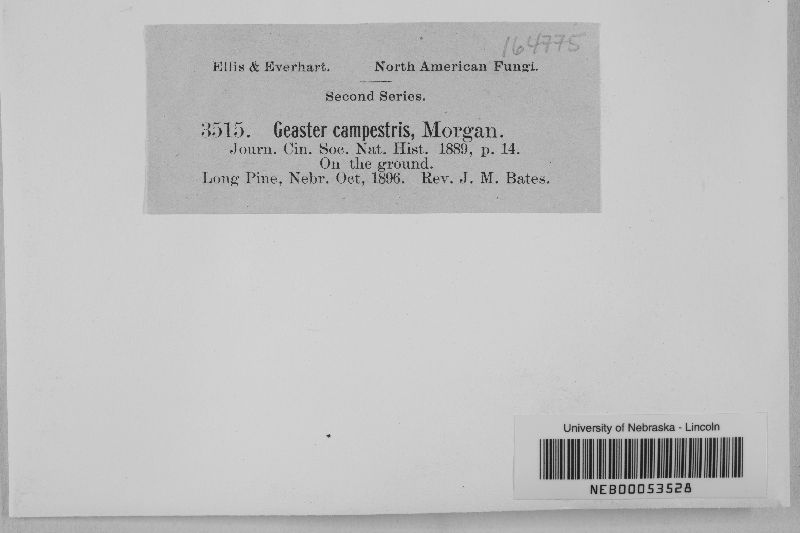 164775
Ellis & Everhart. North American Fungi.
Second Series.
3515. Geaster campestris, Morgan.
Journ. Cin. Soc. Nat. Hist. 1889, p. 14.
On the ground.
Long Pine, Nebr. Oct, 1896. Rev. J. M. Bates.
University of Nebraska - Lincoln
NEB00053528